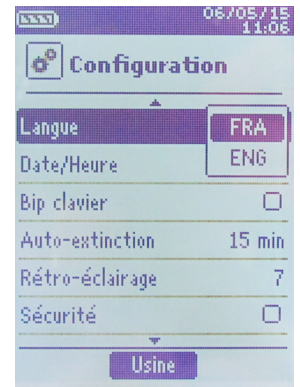 06/05/15
11:06
Configuration
Langue
FRA
Date/Heure
ENG
Bip clavier
Auto-extinction 15 min
Rétro-éclairage 7
Sécurité
Usine